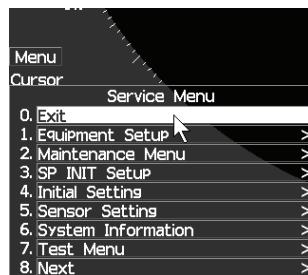 Menu
Cursor
Service Menu
0. Exit
1. Equipment Setup >
2. Maintenance Menu >
3. SP INIT Setup >
4. Initial Setting >
5. Sensor Setting >
6. System Information >
7. Test Menu >
8. Next >